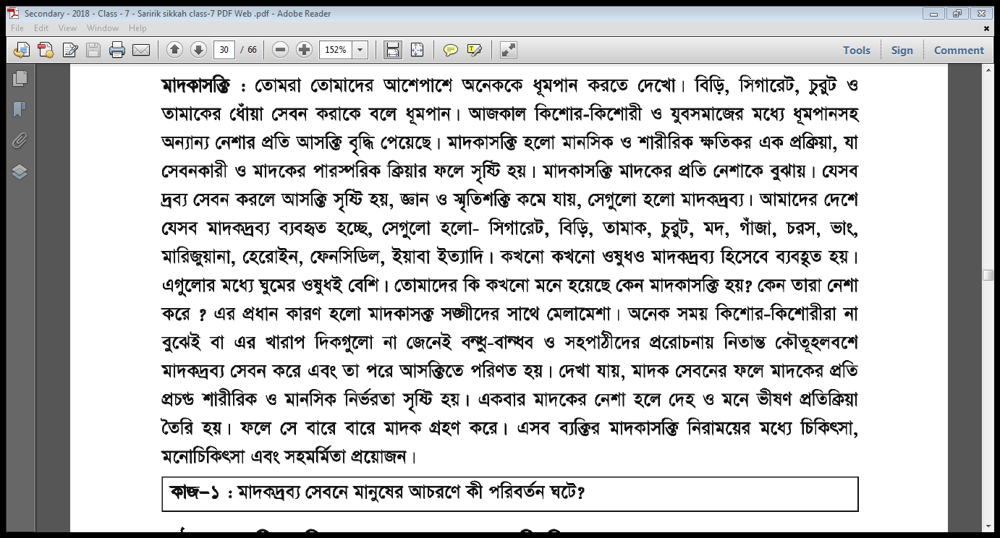 Secondary - 2018 - Class - 7 - Saririk sikkah class-7 PDF Web .pdf - Adobe Reader
File Edit View Window Help
30 / 66 152% Tools Sign Comment
মাদকাসক্তি : তোমরা তোমাদের আশেপাশে অনেককে ধূমপান করতে দেখো। বিড়ি, সিগারেট, চুরুট ও
তামাকের ধোঁয়া সেবন করাকে বলে ধূমপান। আজকাল কিশোর-কিশোরী ও যুবসমাজের মধ্যে ধূমপানসহ
অন্যান্য নেশার প্রতি আসক্তি বৃদ্ধি পেয়েছে। মাদকাসক্তি হলো মানসিক ও শারীরিক ক্ষতিকর এক প্রক্রিয়া, যা
সেবনকারী ও মাদকের পারস্পরিক ক্রিয়ার ফলে সৃষ্টি হয়। মাদকাসক্তি মাদকের প্রতি নেশাকে বুঝায়। যেসব
দ্রব্য সেবন করলে আসক্তি সৃষ্টি হয়, জ্ঞান ও স্মৃতিশক্তি কমে যায়, সেগুলো হলো মাদকদ্রব্য। আমাদের দেশে
যেসব মাদকদ্রব্য ব্যবহৃত হচ্ছে, সেগুলো হলো- সিগারেট, বিড়ি, তামাক, চুরুট, মদ, গাঁজা, চরস, ভাং,
মারিজুয়ানা, হেরোইন, ফেনসিডিল, ইয়াবা ইত্যাদি। কখনো কখনো ওষুধও মাদকদ্রব্য হিসেবে ব্যবহৃত হয়।
এগুলোর মধ্যে ঘুমের ওষুধই বেশি। তোমাদের কি কখনো মনে হয়েছে কেন মাদকাসক্তি হয়? কেন তারা নেশা
করে ? এর প্রধান কারণ হলো মাদকাসক্ত সঙ্গীদের সাথে মেলামেশা। অনেক সময় কিশোর-কিশোরীরা না
বুঝেই বা এর খারাপ দিকগুলো না জেনেই বন্ধু-বান্ধব ও সহপাঠীদের প্ররোচনায় নিতান্ত কৌতূহলবশে
মাদকদ্রব্য সেবন করে এবং তা পরে আসক্তিতে পরিণত হয়। দেখা যায়, মাদক সেবনের ফলে মাদকের প্রতি
প্রচণ্ড শারীরিক ও মানসিক নির্ভরতা সৃষ্টি হয়। একবার মাদকের নেশা হলে দেহ ও মনে ভীষণ প্রতিক্রিয়া
তৈরি হয়। ফলে সে বারে বারে মাদক গ্রহণ করে। এসব ব্যক্তির মাদকাসক্তি নিরাময়ের মধ্যে চিকিৎসা,
মনোচিকিৎসা এবং সহমর্মিতা প্রয়োজন।
কাজ–১ : মাদকদ্রব্য সেবনে মানুষের আচরণে কী পরিবর্তন ঘটে?